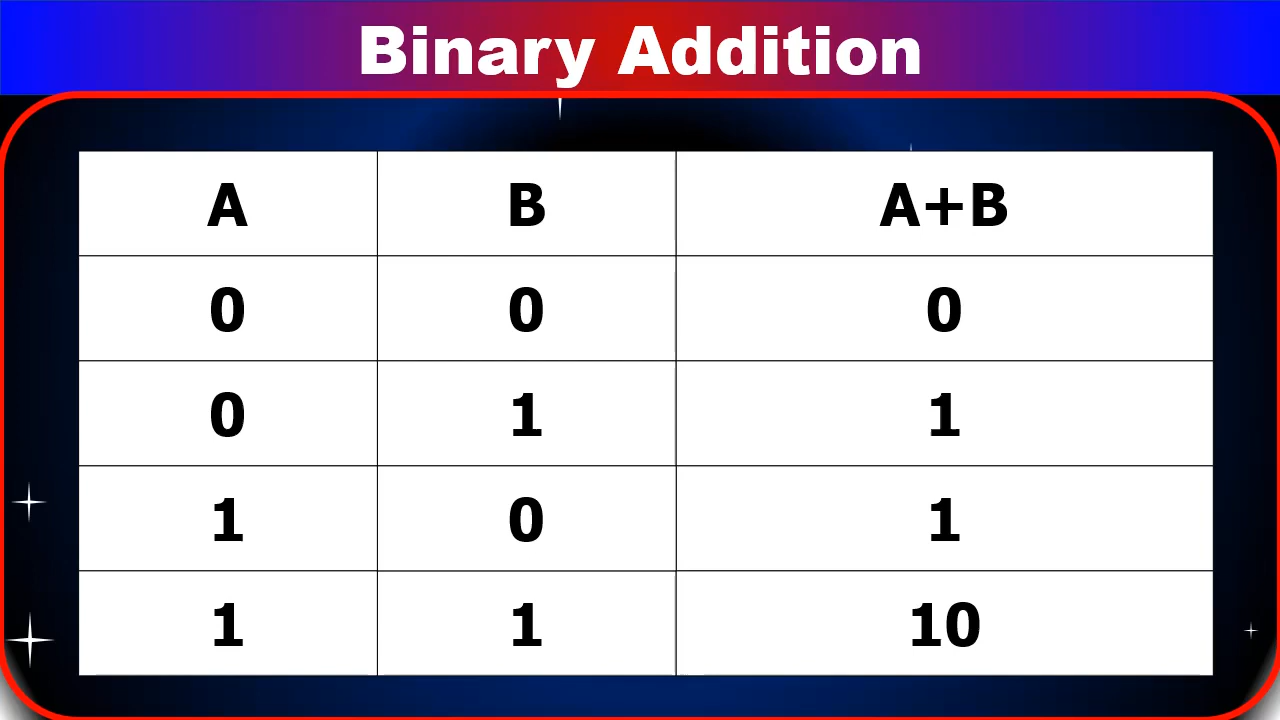 Binary Addition
A B A+B
0 0 0
0 1 1
1 0 1
1 1 10